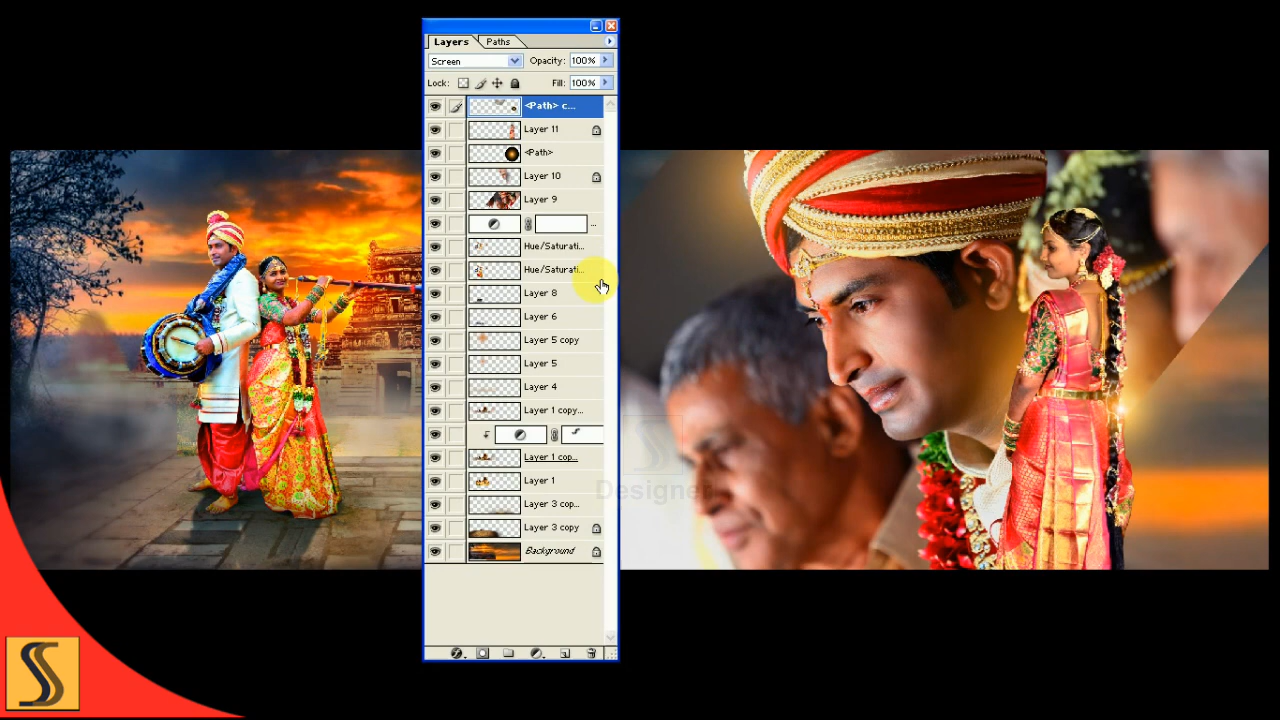 Layers
Paths
Screen
Opacity: 100%
Lock:
Fill: 100%
<Path> c...
Layer 11
<Path>
Layer 10
Layer 9
...
Hue/Saturati...
Hue/Saturati...
Layer 8
Layer 6
Layer 5 copy
Layer 5
Layer 4
Layer 1 copy...
Layer 1 cop...
Layer 1
Layer 3 cop...
Layer 3 copy
Background
Designer